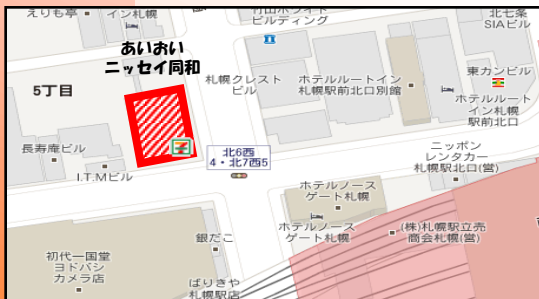 えりも亭
イン札幌
竹山ホワイト
ビルディング
北七条
SIAビル
あいおい
ニッセイ同和
5丁目
札幌クレスト
ビル
ホテルルートイン
札幌駅前北口別館
東カンビル
ホテルルート
イン札幌
駅前北口
長寿庵ビル
I.T.Mビル
北6西
4・北7西5
ニッポン
レンタカー
札幌駅北口(営)
ホテルノース
ゲート札幌
ホテルノース
ゲート札幌
(株)札幌駅立売
商会札幌(営)
銀だこ
初代一国堂
ヨドバシ
カメラ店
ぱりきや
札幌駅店